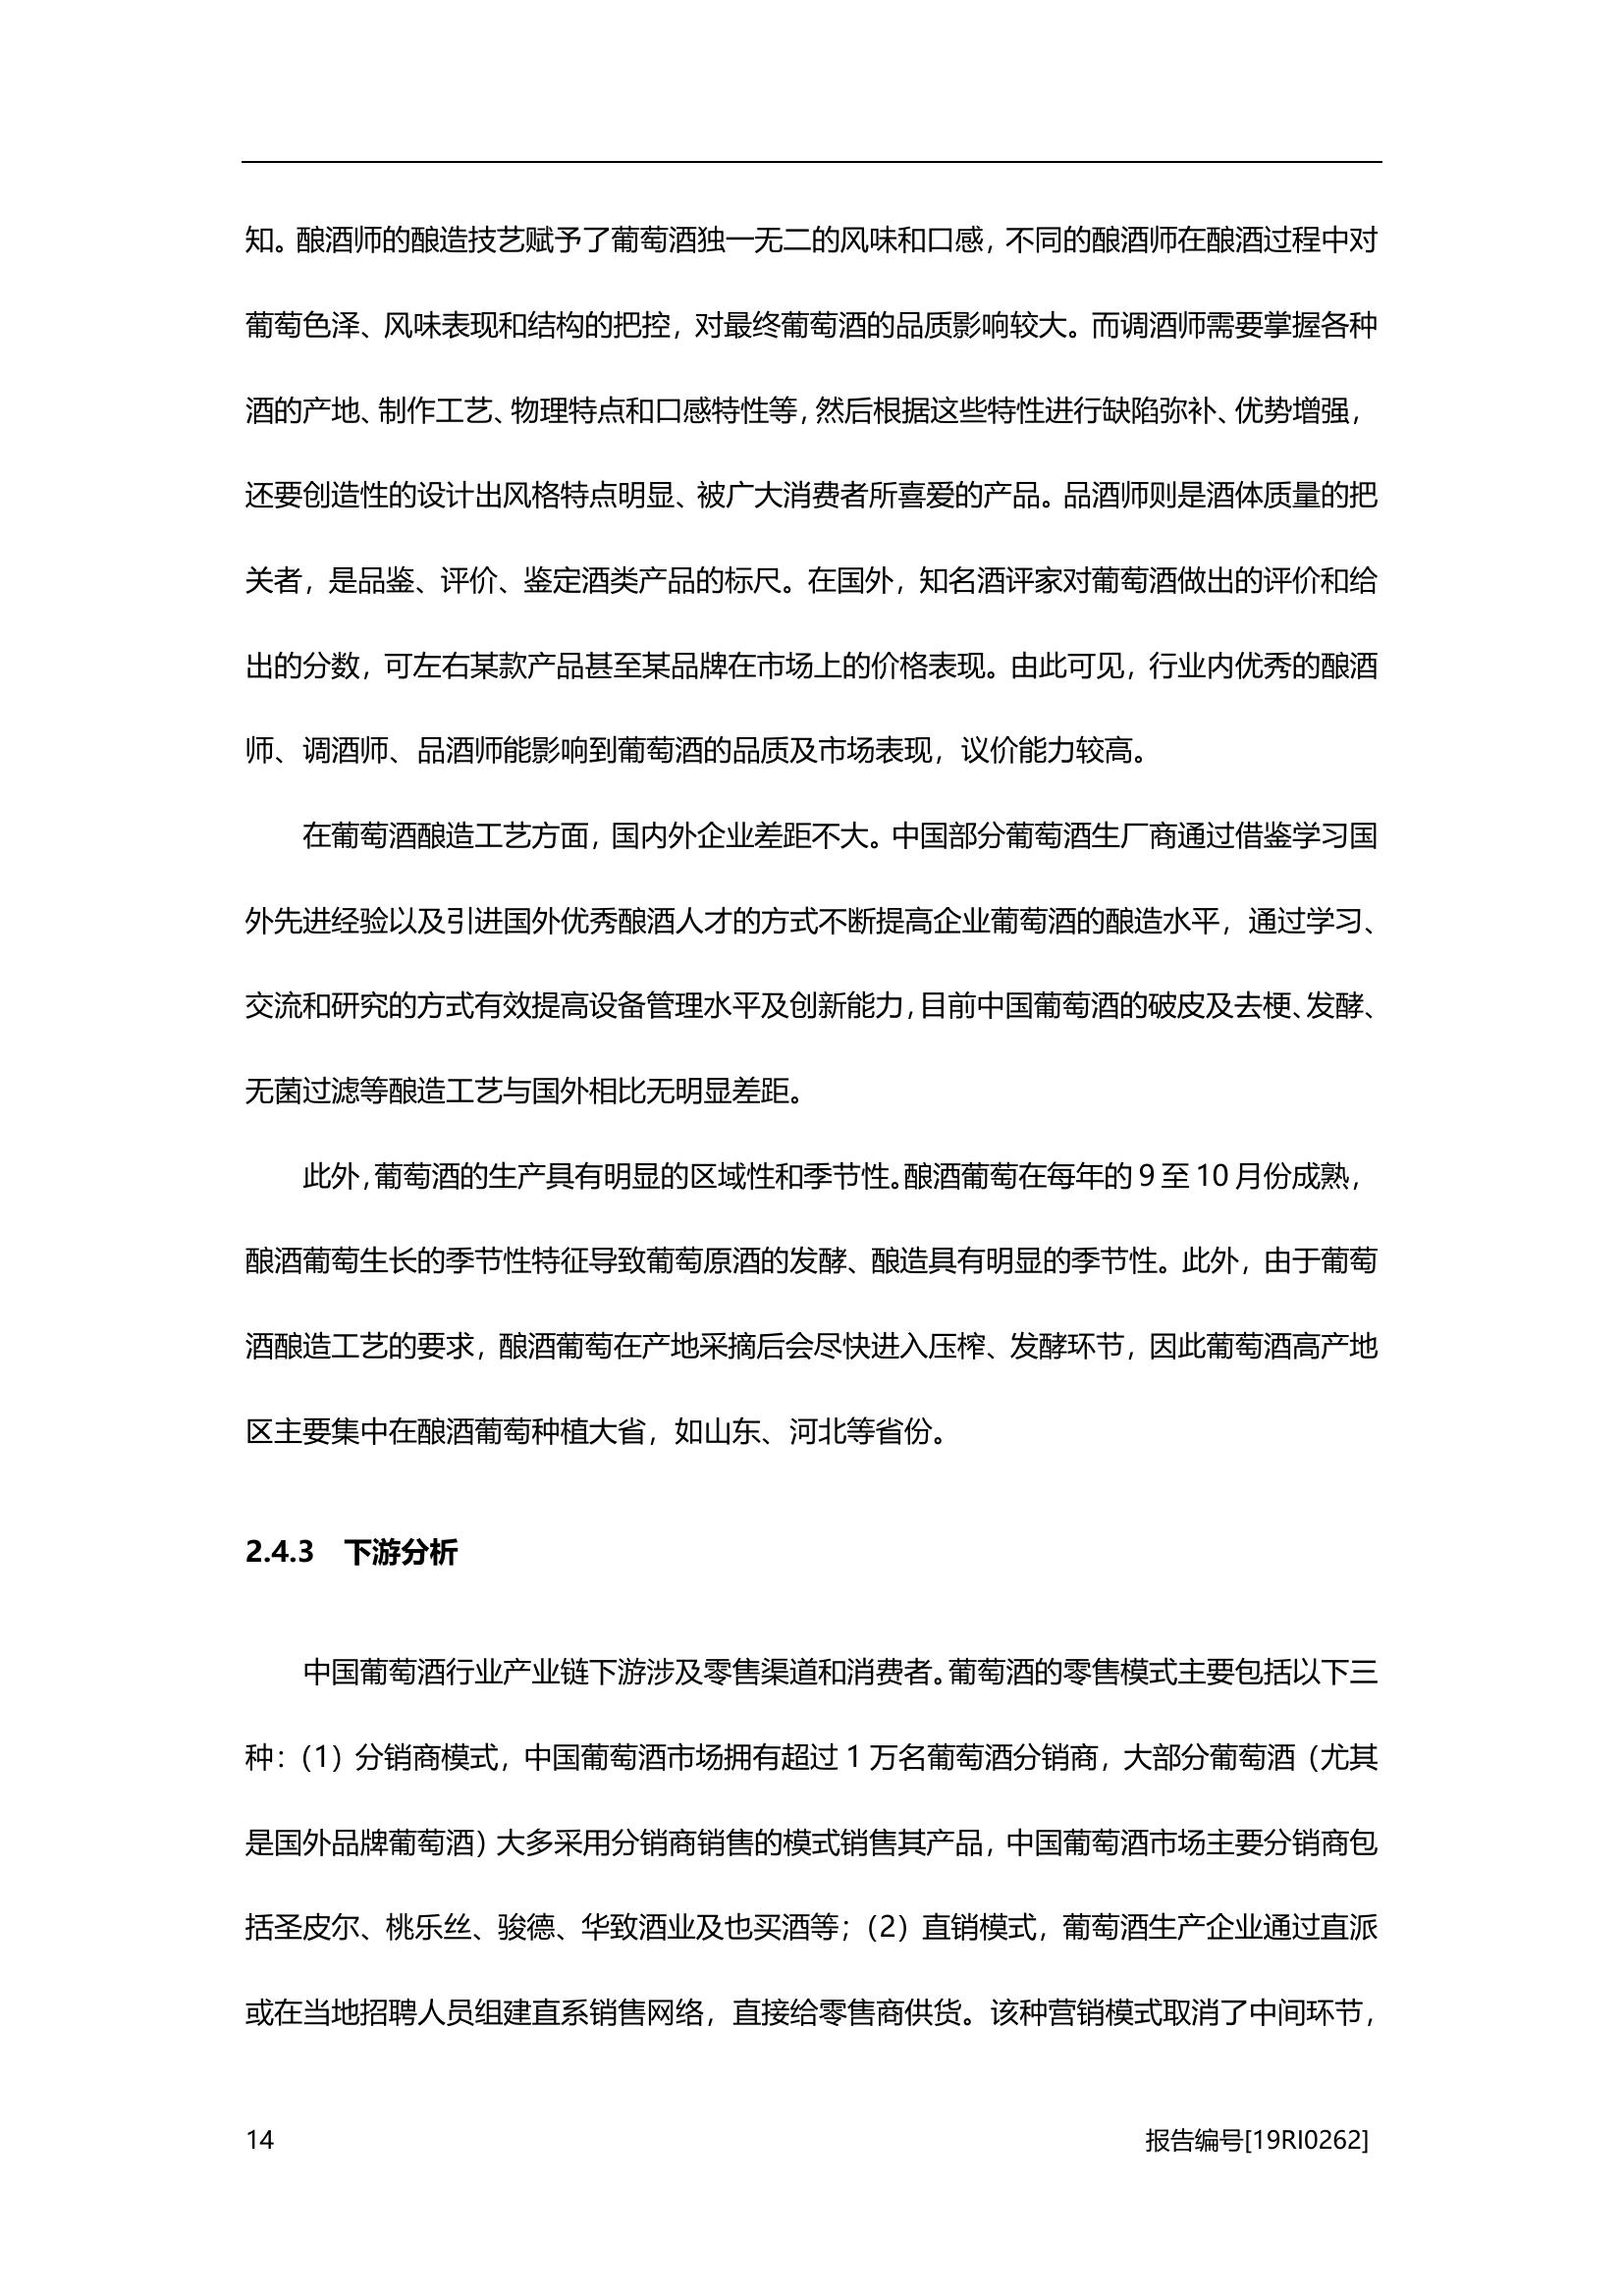 知。酿酒师的酿造技艺赋予了葡萄酒独一无二的风味和口感，不同的酿酒师在酿酒过程中对
葡萄色泽、风味表现和结构的把控，对最终葡萄酒的品质影响较大。而调酒师需要掌握各种
酒的产地、制作工艺、物理特点和口感特性等，然后根据这些特性进行缺陷弥补、优势增强，
还要创造性的设计出风格特点明显、被广大消费者所喜爱的产品。品酒师则是酒体质量的把
关者，是品鉴、评价、鉴定酒类产品的标尺。在国外，知名酒评家对葡萄酒做出的评价和给
出的分数，可左右某款产品甚至某品牌在市场上的价格表现。由此可见，行业内优秀的酿酒
师、调酒师、品酒师能影响到葡萄酒的品质及市场表现，议价能力较高。
在葡萄酒酿造工艺方面，国内外企业差距不大。中国部分葡萄酒生厂商通过借鉴学习国
外先进经验以及引进国外优秀酿酒人才的方式不断提高企业葡萄酒的酿造水平，通过学习、
交流和研究的方式有效提高设备管理水平及创新能力，目前中国葡萄酒的破皮及去梗、发酵、
无菌过滤等酿造工艺与国外相比无明显差距。
此外，葡萄酒的生产具有明显的区域性和季节性。酿酒葡萄在每年的 9 至 10 月份成熟，
酿酒葡萄生长的季节性特征导致葡萄原酒的发酵、酿造具有明显的季节性。此外，由于葡萄
酒酿造工艺的要求，酿酒葡萄在产地采摘后会尽快进入压榨、发酵环节，因此葡萄酒高产地
区主要集中在酿酒葡萄种植大省，如山东、河北等省份。
2.4.3 下游分析
中国葡萄酒行业产业链下游涉及零售渠道和消费者。葡萄酒的零售模式主要包括以下三
种：（1）分销商模式，中国葡萄酒市场拥有超过 1 万名葡萄酒分销商，大部分葡萄酒（尤其
是国外品牌葡萄酒）大多采用分销商销售的模式销售其产品，中国葡萄酒市场主要分销商包
括圣皮尔、桃乐丝、骏德、华致酒业及也买酒等；（2）直销模式，葡萄酒生产企业通过直派
或在当地招聘人员组建直系销售网络，直接给零售商供货。该种营销模式取消了中间环节，
14 报告编号[19RI0262]